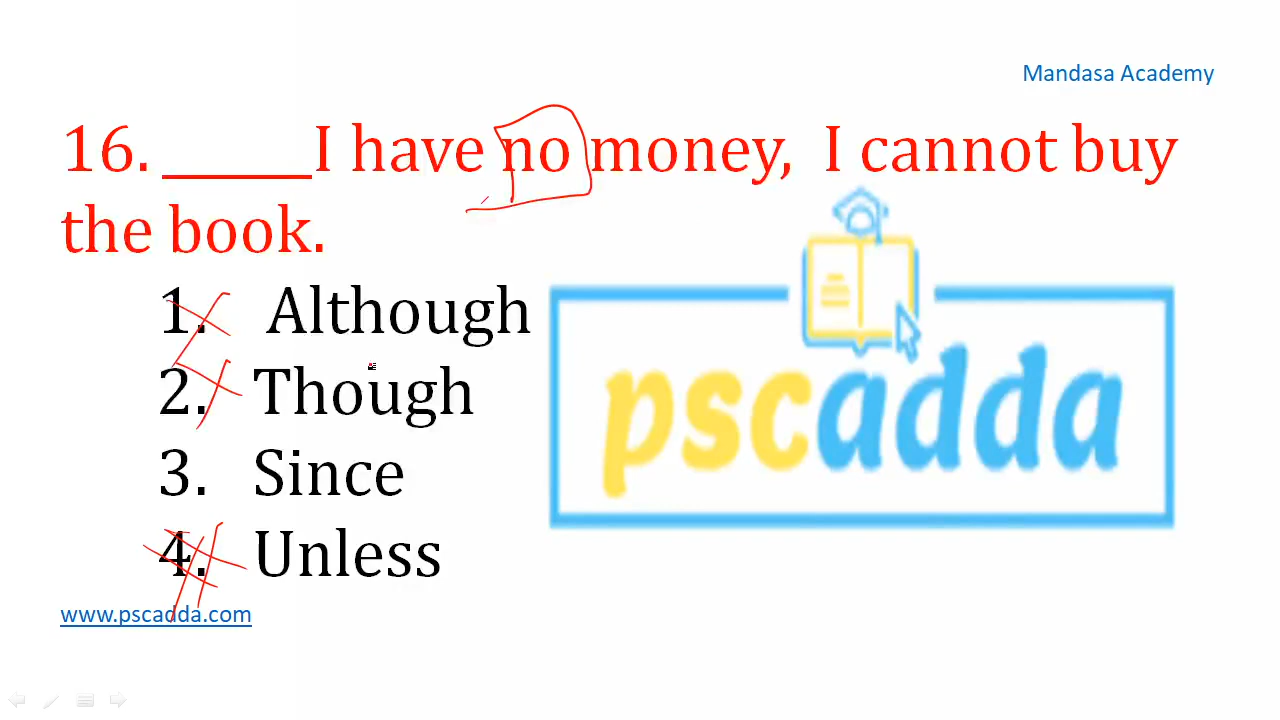 Mandasa Academy
16. _____I have no money, I cannot buy
the book.
1. Although
2. Though
3. Since
4. Unless
pscadda
www.pscadda.com